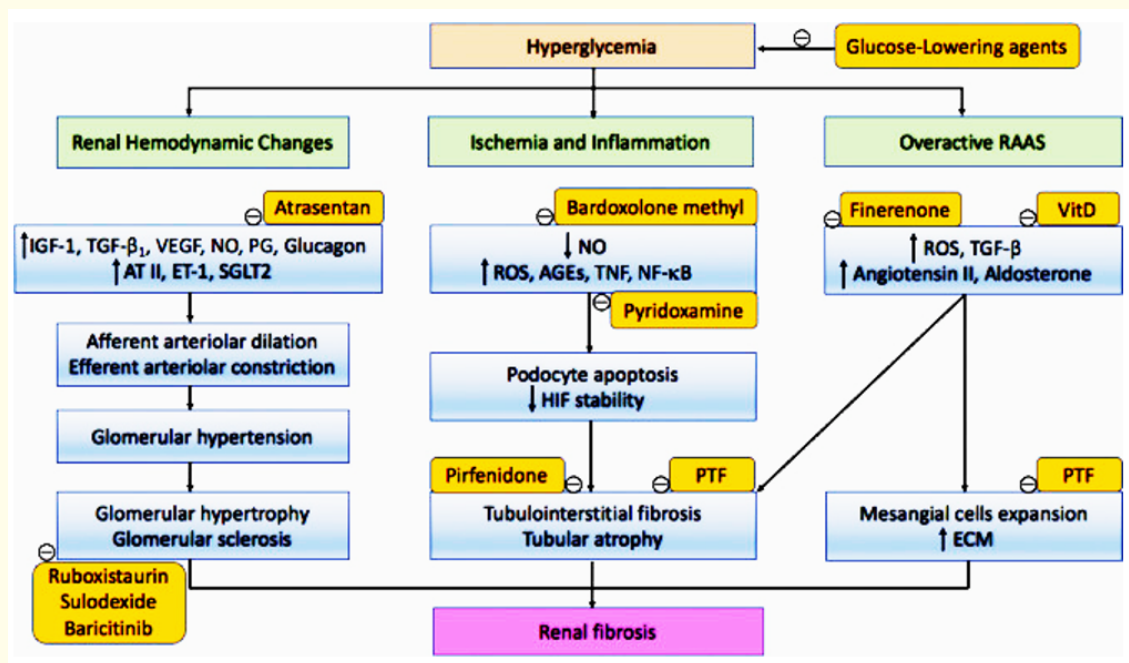 Hyperglycemia
⊖
Glucose-Lowering agents
Renal Hemodynamic Changes
Ischemia and Inflammation
Overactive RAAS
⊖
Atrasentan
⊖
Bardoxolone methyl
⊖
Finerenone
⊖
VitD
↑IGF-1, TGF-β₁, VEGF, NO, PG, Glucagon
↑AT II, ET-1, SGLT2
↓NO
↑ROS, AGEs, TNF, NF-κB
↑ROS, TGF-β
↑Angiotensin II, Aldosterone
⊖
Pyridoxamine
Afferent arteriolar dilation
Efferent arteriolar constriction
Podocyte apoptosis
↓HIF stability
Glomerular hypertension
Pirfenidone
⊖
⊖
PTF
⊖
PTF
Glomerular hypertrophy
Glomerular sclerosis
Tubulointerstitial fibrosis
Tubular atrophy
Mesangial cells expansion
↑ECM
⊖
Ruboxistaurin
Sulodexide
Baricitinib
Renal fibrosis